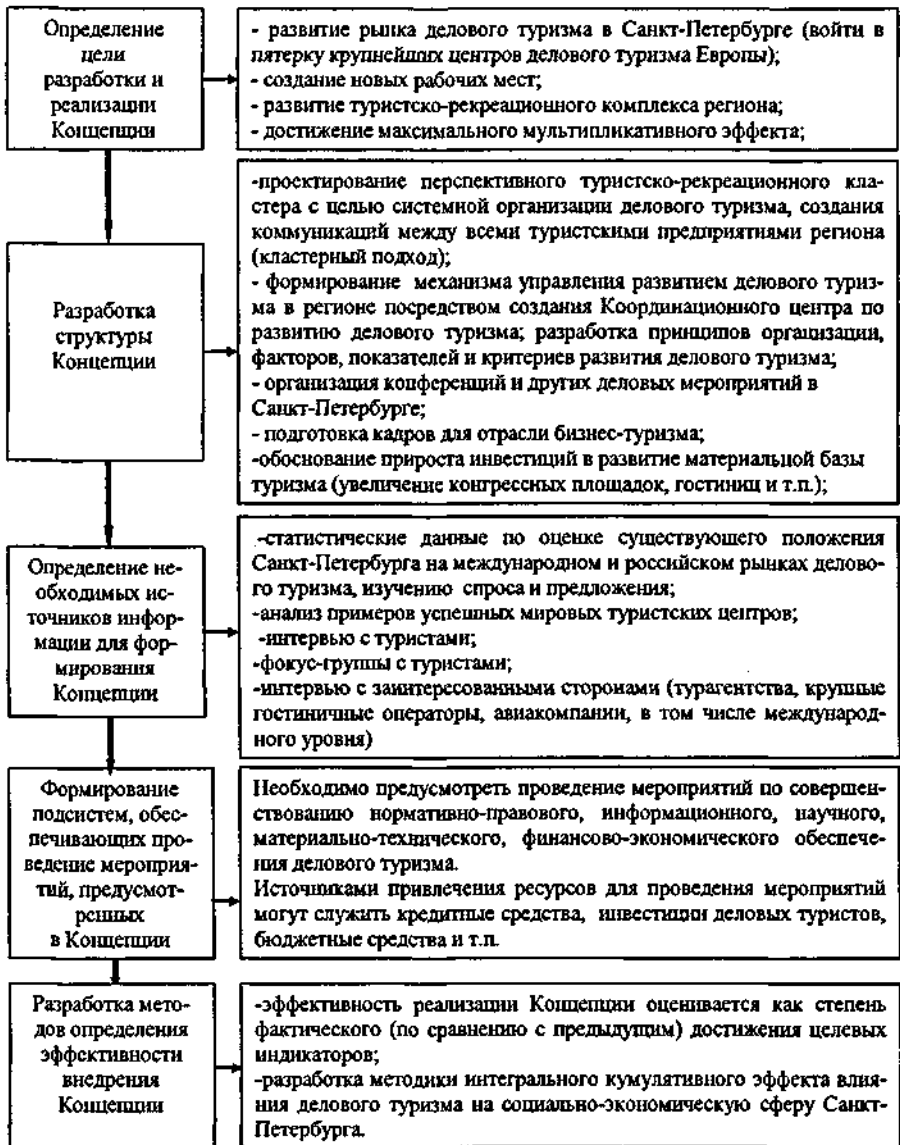 Определение
цели
разработки и
реализации
Концепции
- развитие рынка делового туризма в Санкт-Петербурге (войти в
пятерку крупнейших центров делового туризма Европы);
- создание новых рабочих мест;
- развитие туристско-рекреационного комплекса региона;
- достижение максимального мультипликативного эффекта;
Разработка
структуры
Концепции
-проектирование перспективного туристско-рекреационного кла-
стера с целью системной организации делового туризма, создания
коммуникаций между всеми туристскими предприятиями региона
(кластерный подход);
- формирование механизма управления развитием делового туриз-
ма в регионе посредством создания Координационного центра по
развитию делового туризма; разработка принципов организации,
факторов, показателей и критериев развития делового туризма;
- организация конференций и других деловых мероприятий в
Санкт-Петербурге;
- подготовка кадров для отрасли бизнес-туризма;
-обоснование прироста инвестиций в развитие материальной базы
туризма (увеличение конгрессных площадок, гостиниц и т.п.);
Определение не-
обходимых ис-
точников инфор-
мации для фор-
мирования
Концепции
-статистические данные по оценке существующего положения
Санкт-Петербурга на международном и российском рынках делово-
го туризма, изучению спроса и предложения;
-анализ примеров успешных мировых туристских центров;
-интервью с туристами;
-фокус-группы с туристами;
-интервью с заинтересованными сторонами (турагентства, крупные
гостиничные операторы, авиакомпании, в том числе международ-
ного уровня)
Формирование
подсистем, обес-
печивающих про-
ведение мероприя-
тий, предусмот-
ренных
в Концепции
Необходимо предусмотреть проведение мероприятий по совершен-
ствованию нормативно-правового, информационного, научного,
материально-технического, финансово-экономического обеспече-
ния делового туризма.
Источниками привлечения ресурсов для проведения мероприятий
могут служить кредитные средства, инвестиции деловых туристов,
бюджетные средства и т.п.
Разработка мето-
дов определения
эффективности
внедрения
Концепции
-эффективность реализации Концепции оценивается как степень
фактического (по сравнению с предыдущим) достижения целевых
индикаторов;
-разработка методики интегрального кумулятивного эффекта влия-
ния делового туризма на социально-экономическую сферу Санкт-
Петербурга.